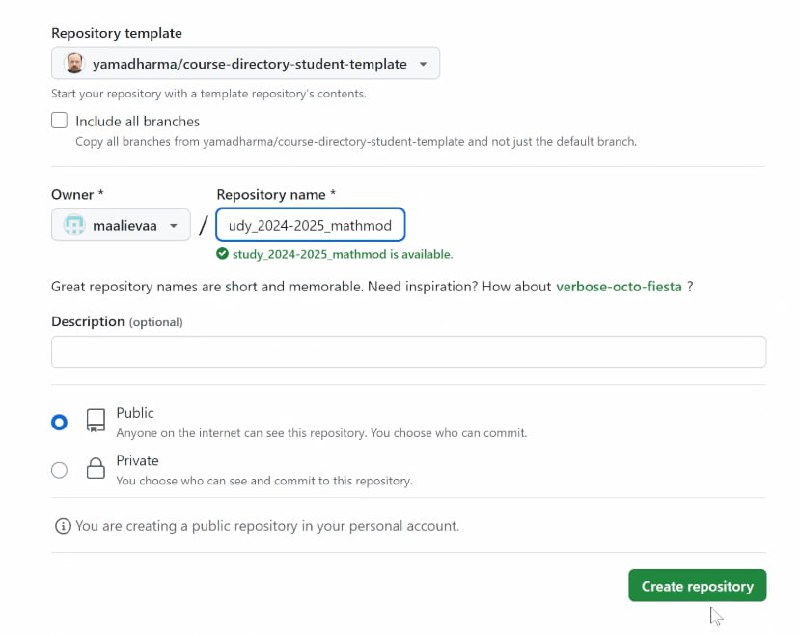 Repository template
yamadharma/course-directory-student-template
Start your repository with a template repository's contents.
Include all branches
Copy all branches from yamadharma/course-directory-student-template and not just the default branch.
Owner * Repository name *
maalievaa / udy_2024-2025_mathmod
study_2024-2025_mathmod is available.
Great repository names are short and memorable. Need inspiration? How about verbose-octo-fiesta ?
Description (optional)
Public
Anyone on the internet can see this repository. You choose who can commit.
Private
You choose who can see and commit to this repository.
You are creating a public repository in your personal account.
Create repository